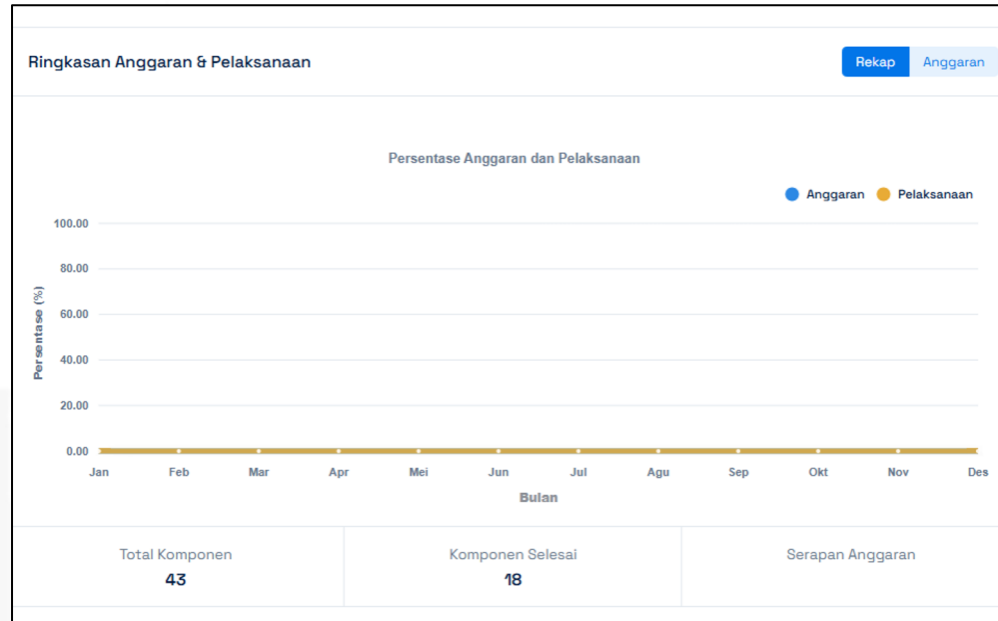 Ringkasan Anggaran & Pelaksanaan
Rekap Anggaran
Persentase Anggaran dan Pelaksanaan
Anggaran Pelaksanaan
100.00
80.00
60.00
40.00
20.00
0.00
Persentase (%)
Jan Feb Mar Apr Mei Jun Jul Agu Sep Okt Nov Des
Bulan
Total Komponen Komponen Selesai Serapan Anggaran
43 18